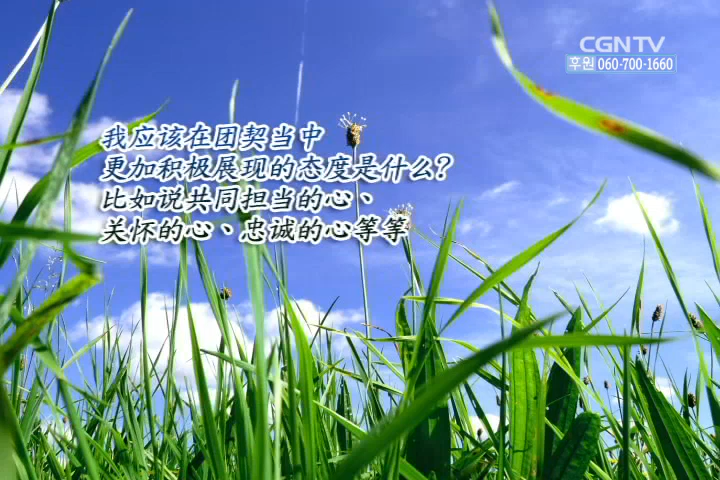 CGNTV
후원 060-700-1660
我应该在团契当中
更加积极展现的态度是什么?
比如说共同担当的心、
关怀的心、忠诚的心等等